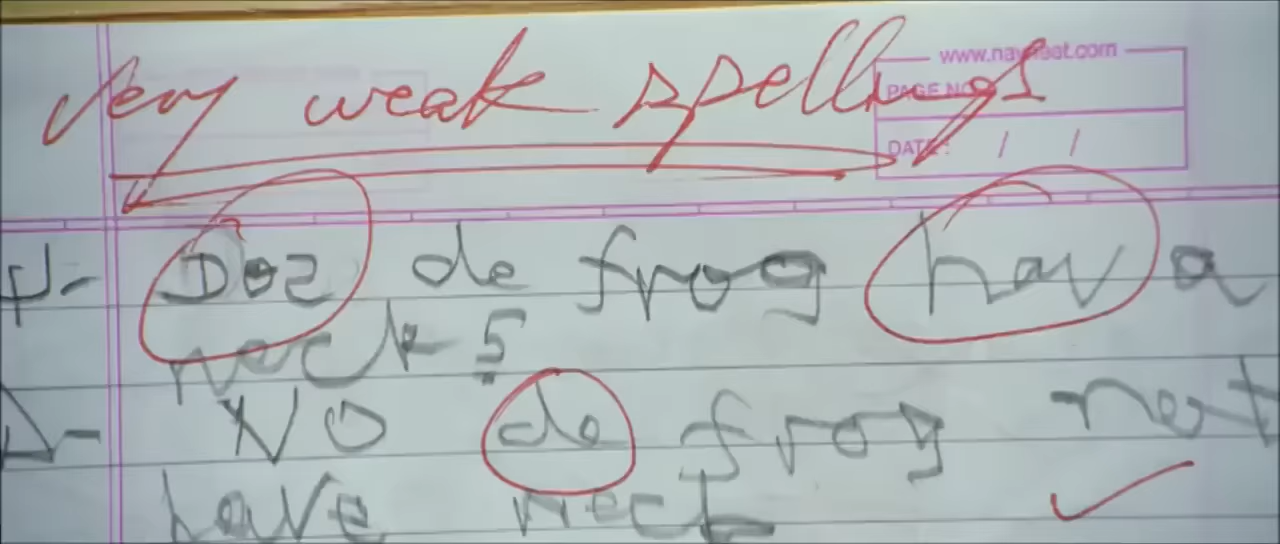 www.navneet.com
Very weak spellings
PAGE NO.:
DATE: / /
Doz de frog hav a
neck?
No de frog not
have neck